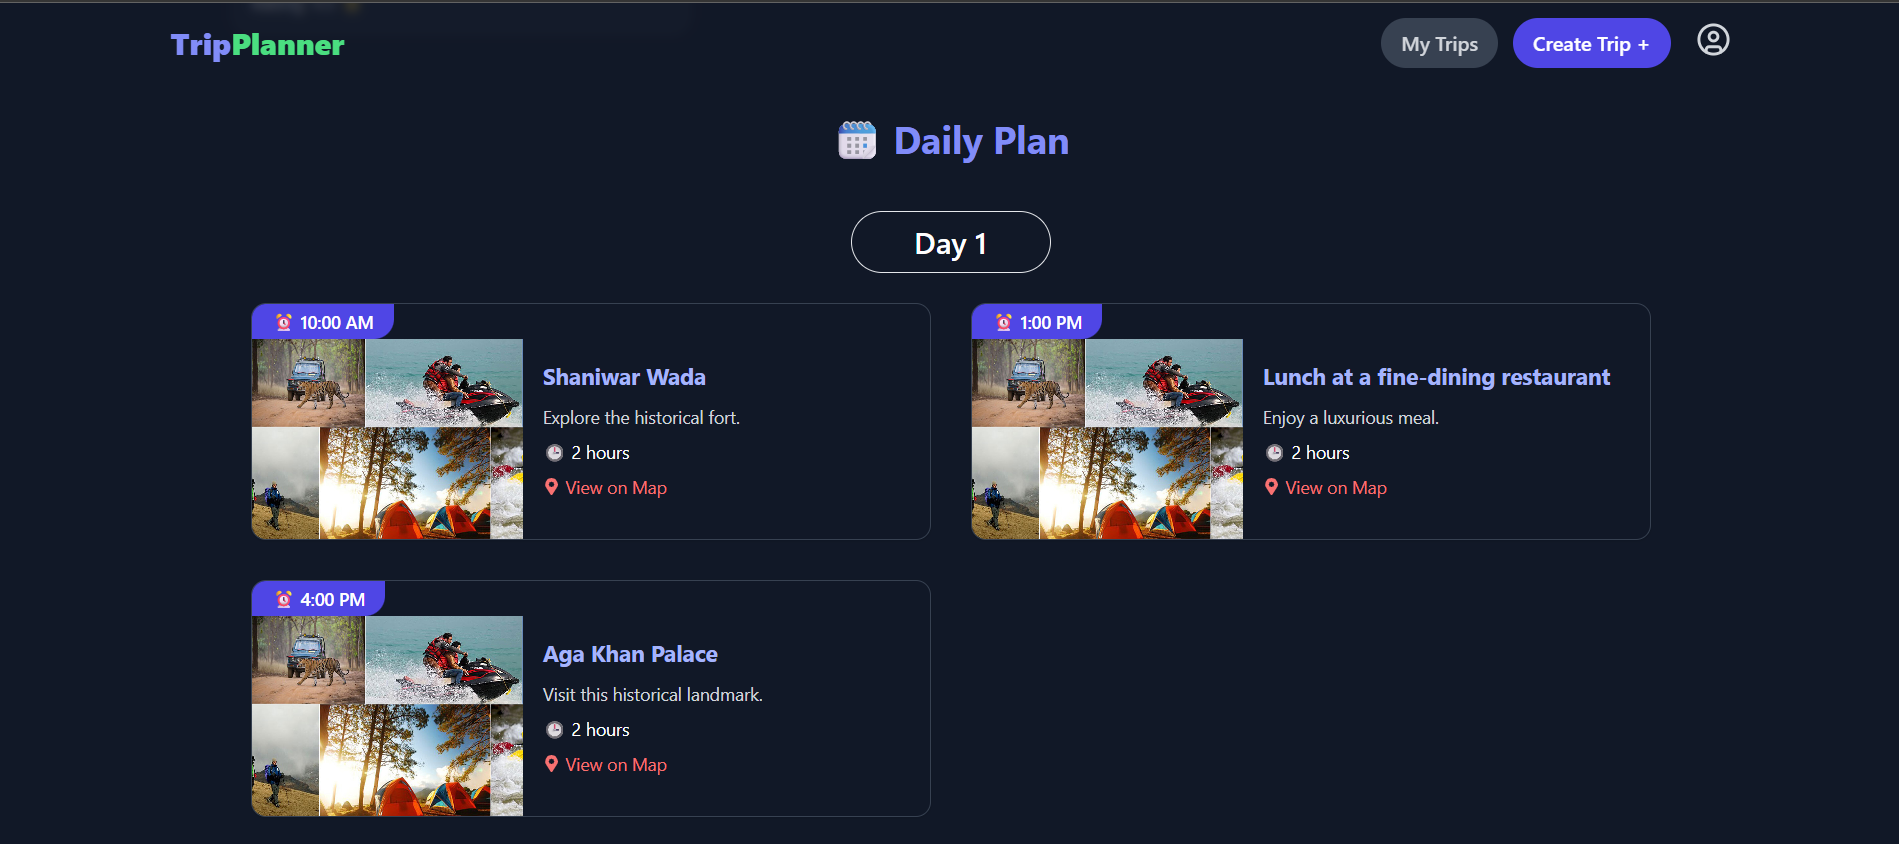 TripPlanner
My Trips
Create Trip +
Daily Plan
Day 1
10:00 AM
Shaniwar Wada
Explore the historical fort.
2 hours
View on Map
1:00 PM
Lunch at a fine-dining restaurant
Enjoy a luxurious meal.
2 hours
View on Map
4:00 PM
Aga Khan Palace
Visit this historical landmark.
2 hours
View on Map